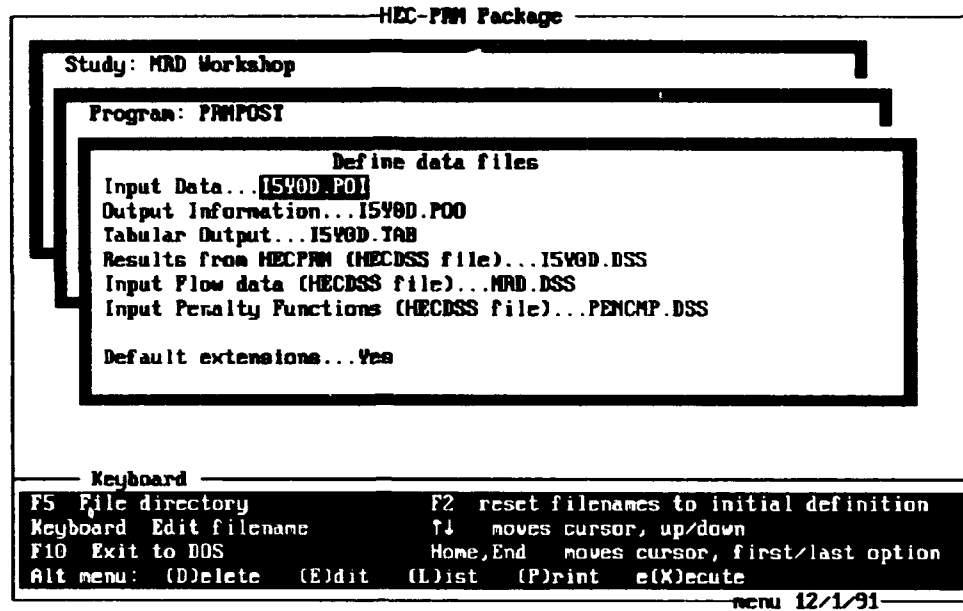 HEC-PRM Package
Study: MRD Workshop
Program: PRMPOST
Define data files
Input Data...I5Y0D.POI
Output Information...I5Y0D.POO
Tabular Output...I5Y0D.TAB
Results from HECPRM (HECDSS file)...I5Y0D.DSS
Input Flow data (HECDSS file)...MRD.DSS
Input Penalty Functions (HECDSS file)...PENCMP.DSS
Default extensions...Yes
Keyboard
F5 File directory F2 reset filenames to initial definition
Keyboard Edit filename ↑↓ moves cursor, up/down
F10 Exit to DOS Home,End moves cursor, first/last option
Alt menu: (D)elete (E)dit (L)ist (P)rint e(X)ecute
menu 12/1/91